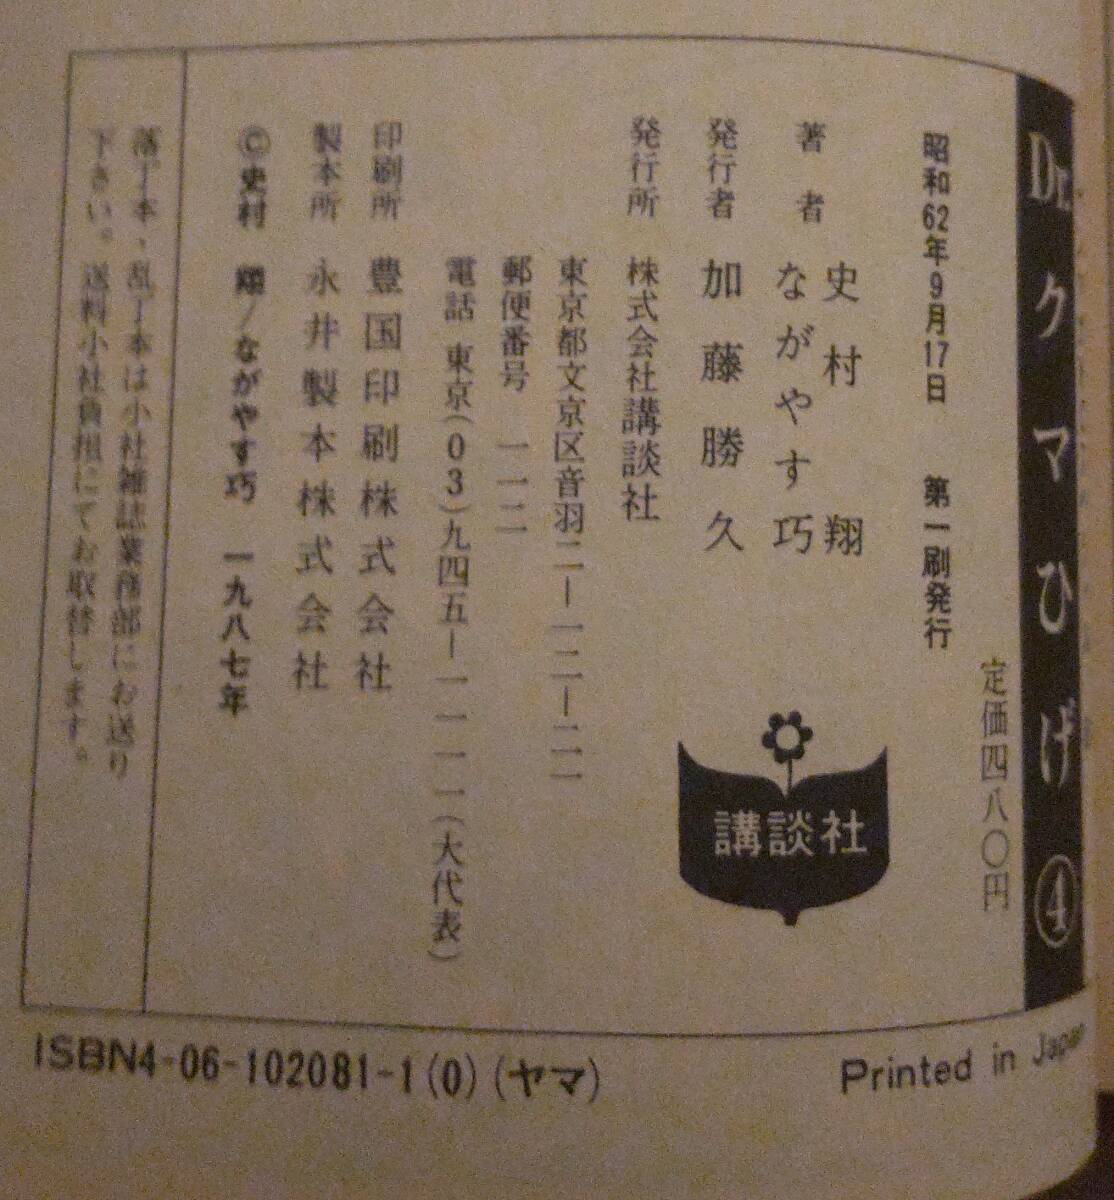 Dr.クマひげ④
定価四八〇円
昭和62年9月17日 第一刷発行
著者 史村 翔
ながやす巧
発行者 加藤勝久
発行所 株式会社講談社
東京都文京区音羽二ー一二ー二一
郵便番号 一一二
電話 東京(03)九四五ー一一一一(大代表)
印刷所 豊国印刷株式会社
製本所 永井製本株式会社
©史村 翔/ながやす巧 一九八七年
落丁本・乱丁本は小社雑誌業務部にお送り
下さい。送料小社負担にてお取替します。
講談社
ISBN4-06-102081-1(0)(ヤマ)
Printed in Japan